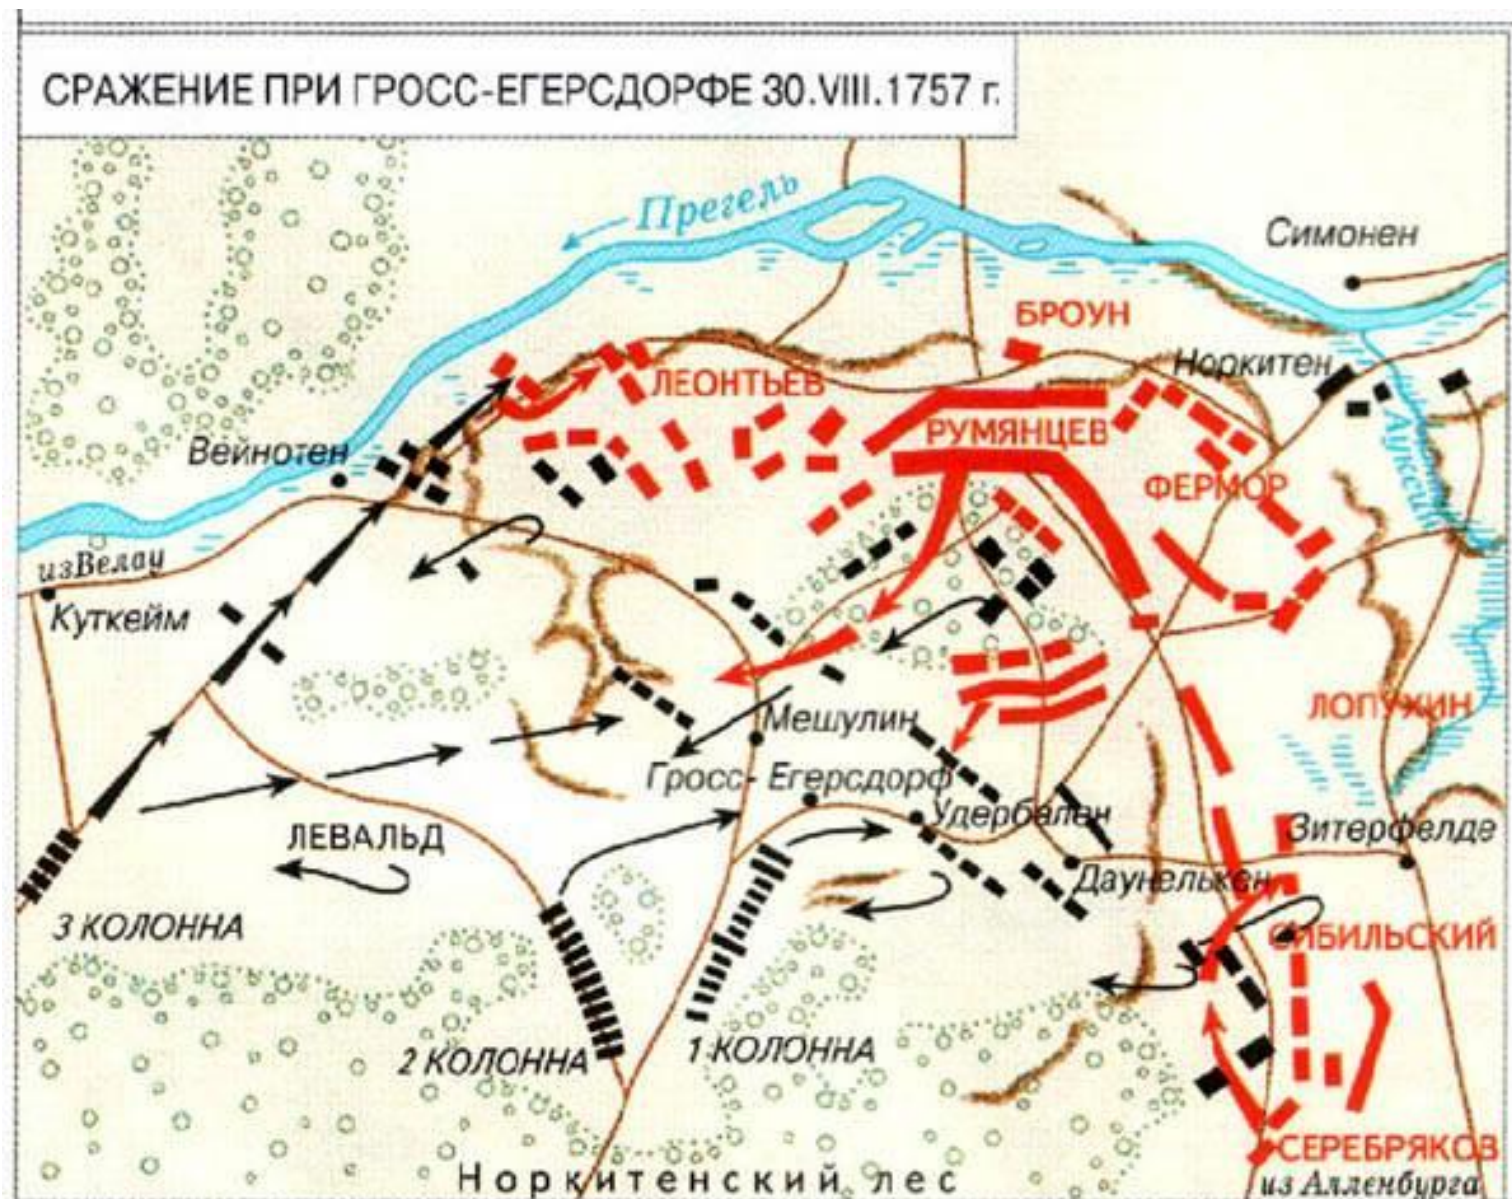 СРАЖЕНИЕ ПРИ ГРОСС-ЕГЕРСДОРФЕ 30.VIII.1757 г.
Прегель
Симонен
БРОУН
Норкитен
ЛЕОНТЬЕВ
РУМЯНЦЕВ
Ауксин
Вейнотен
ФЕРМОР
из Велау
Куткейм
ЛОПУХИН
Мешулин
Гросс-Егерсдорф
Удербален
Зитерфелде
ЛЕВАЛЬД
Даунелькен
3 КОЛОННА
СИБИЛЬСКИЙ
2 КОЛОННА
1 КОЛОННА
СЕРЕБРЯКОВ
Норкитенский лес
из Алленбурга